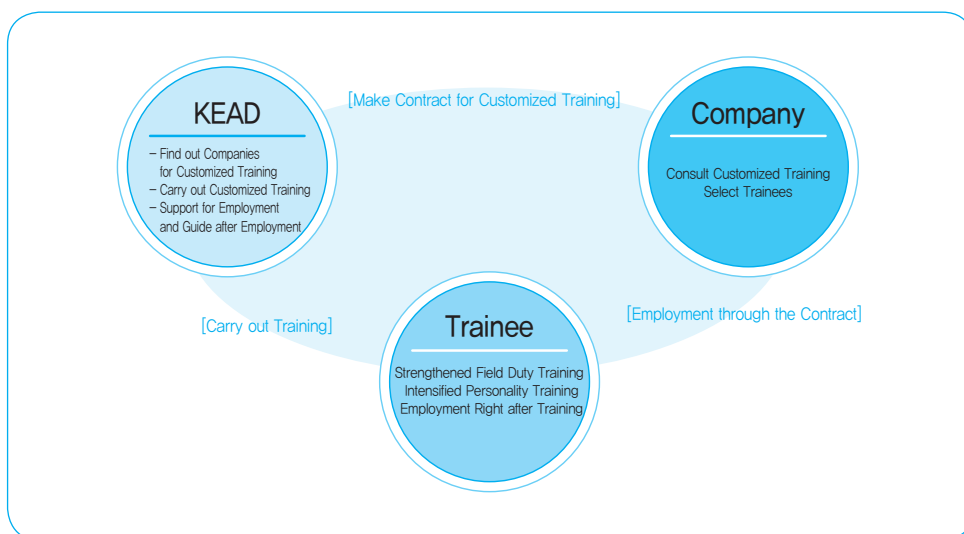 [Make Contract for Customized Training]
KEAD
– Find out Companies
for Customized Training
– Carry out Customized Training
– Support for Employment
and Guide after Employment
Company
Consult Customized Training
Select Trainees
[Carry out Training]
[Employment through the Contract]
Trainee
Strengthened Field Duty Training
Intensified Personality Training
Employment Right after Training